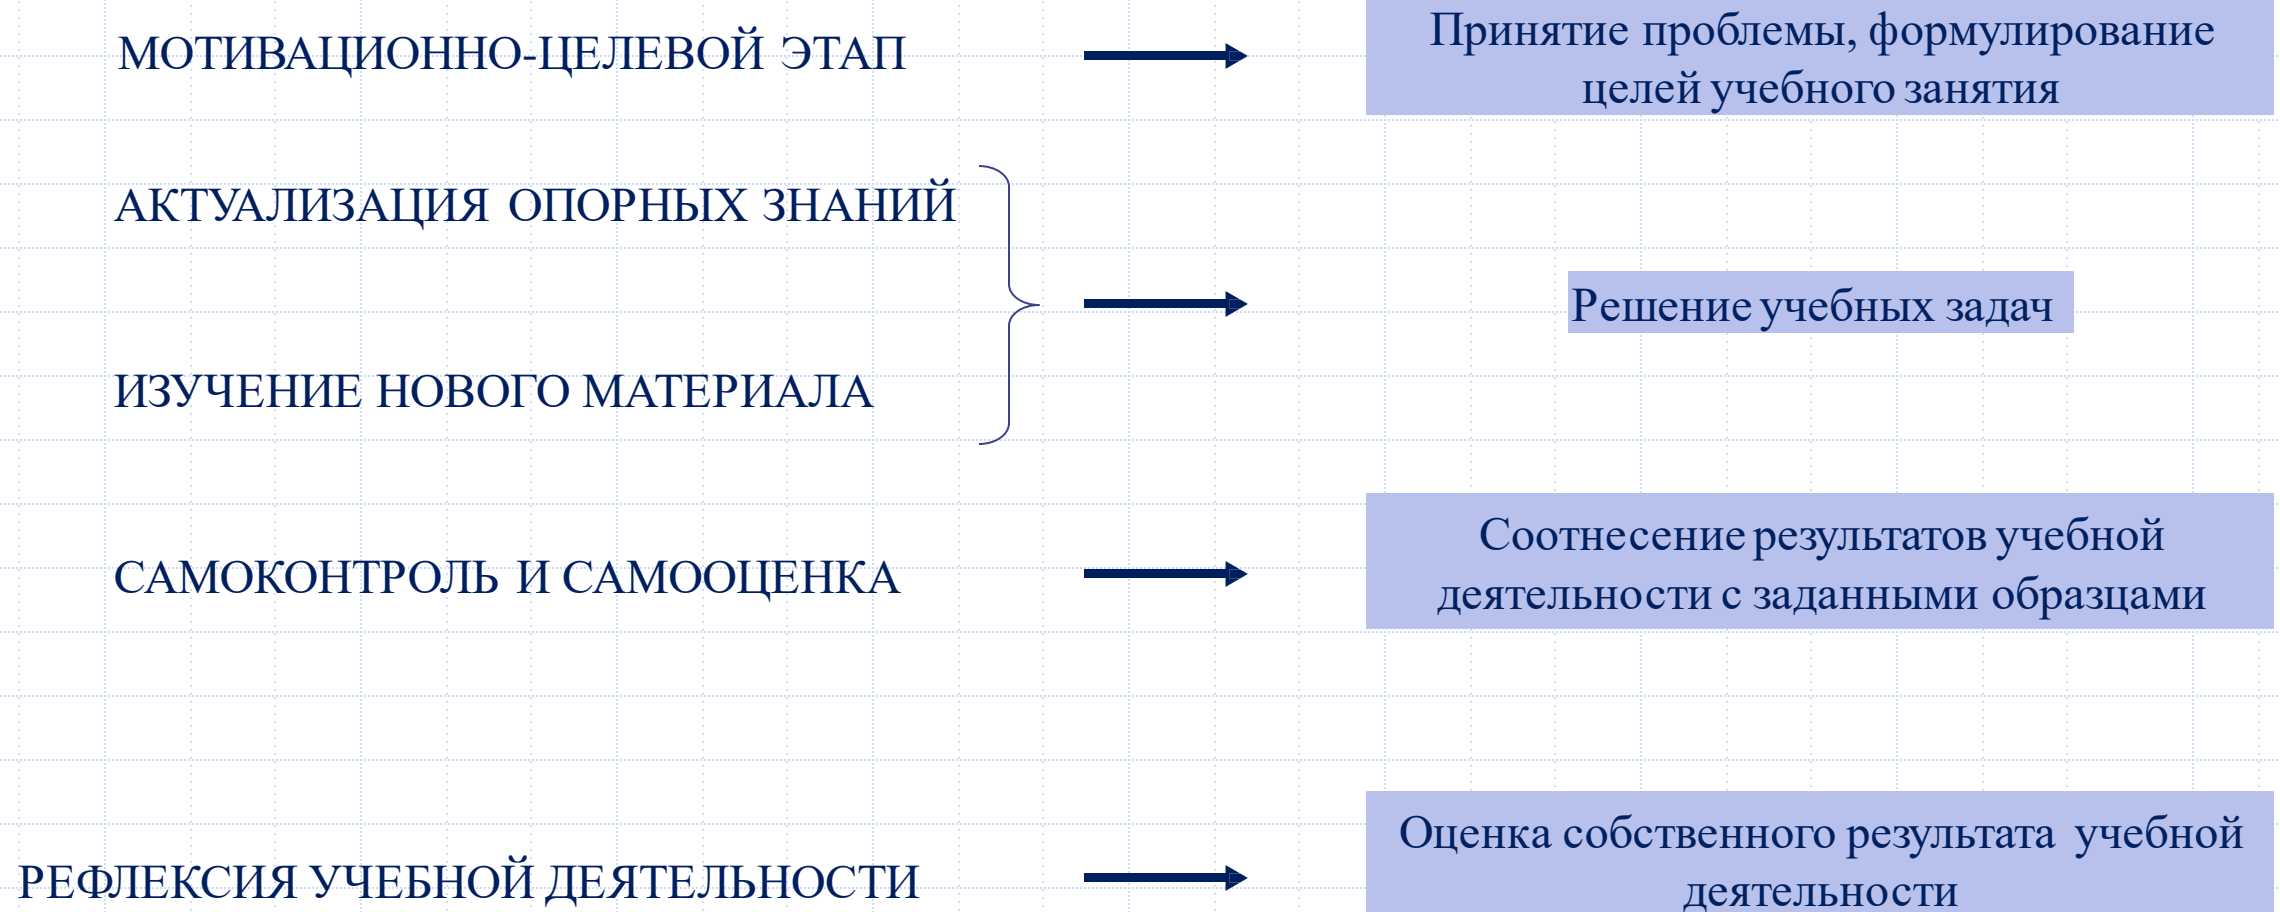 МОТИВАЦИОННО-ЦЕЛЕВОЙ ЭТАП
Принятие проблемы, формулирование
целей учебного занятия
АКТУАЛИЗАЦИЯ ОПОРНЫХ ЗНАНИЙ
ИЗУЧЕНИЕ НОВОГО МАТЕРИАЛА
Решение учебных задач
САМОКОНТРОЛЬ И САМООЦЕНКА
Соотнесение результатов учебной
деятельности с заданными образцами
РЕФЛЕКСИЯ УЧЕБНОЙ ДЕЯТЕЛЬНОСТИ
Оценка собственного результата учебной
деятельности